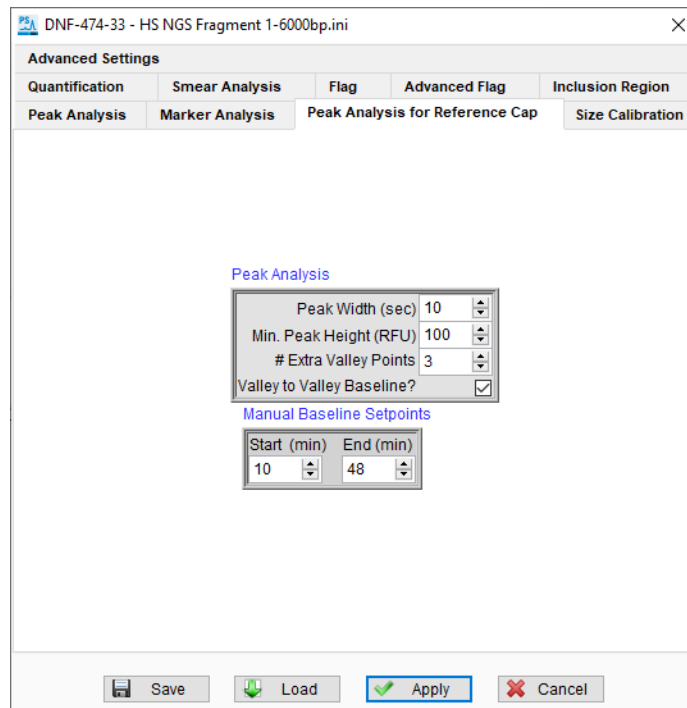 DNF-474-33 - HS NGS Fragment 1-6000bp.ini
Advanced Settings
Quantification Smear Analysis Flag Advanced Flag Inclusion Region
Peak Analysis Marker Analysis Peak Analysis for Reference Cap Size Calibration
Peak Analysis
Peak Width (sec) 10
Min. Peak Height (RFU) 100
# Extra Valley Points 3
Valley to Valley Baseline?
Manual Baseline Setpoints
Start (min) End (min)
10 48
Save Load Apply Cancel